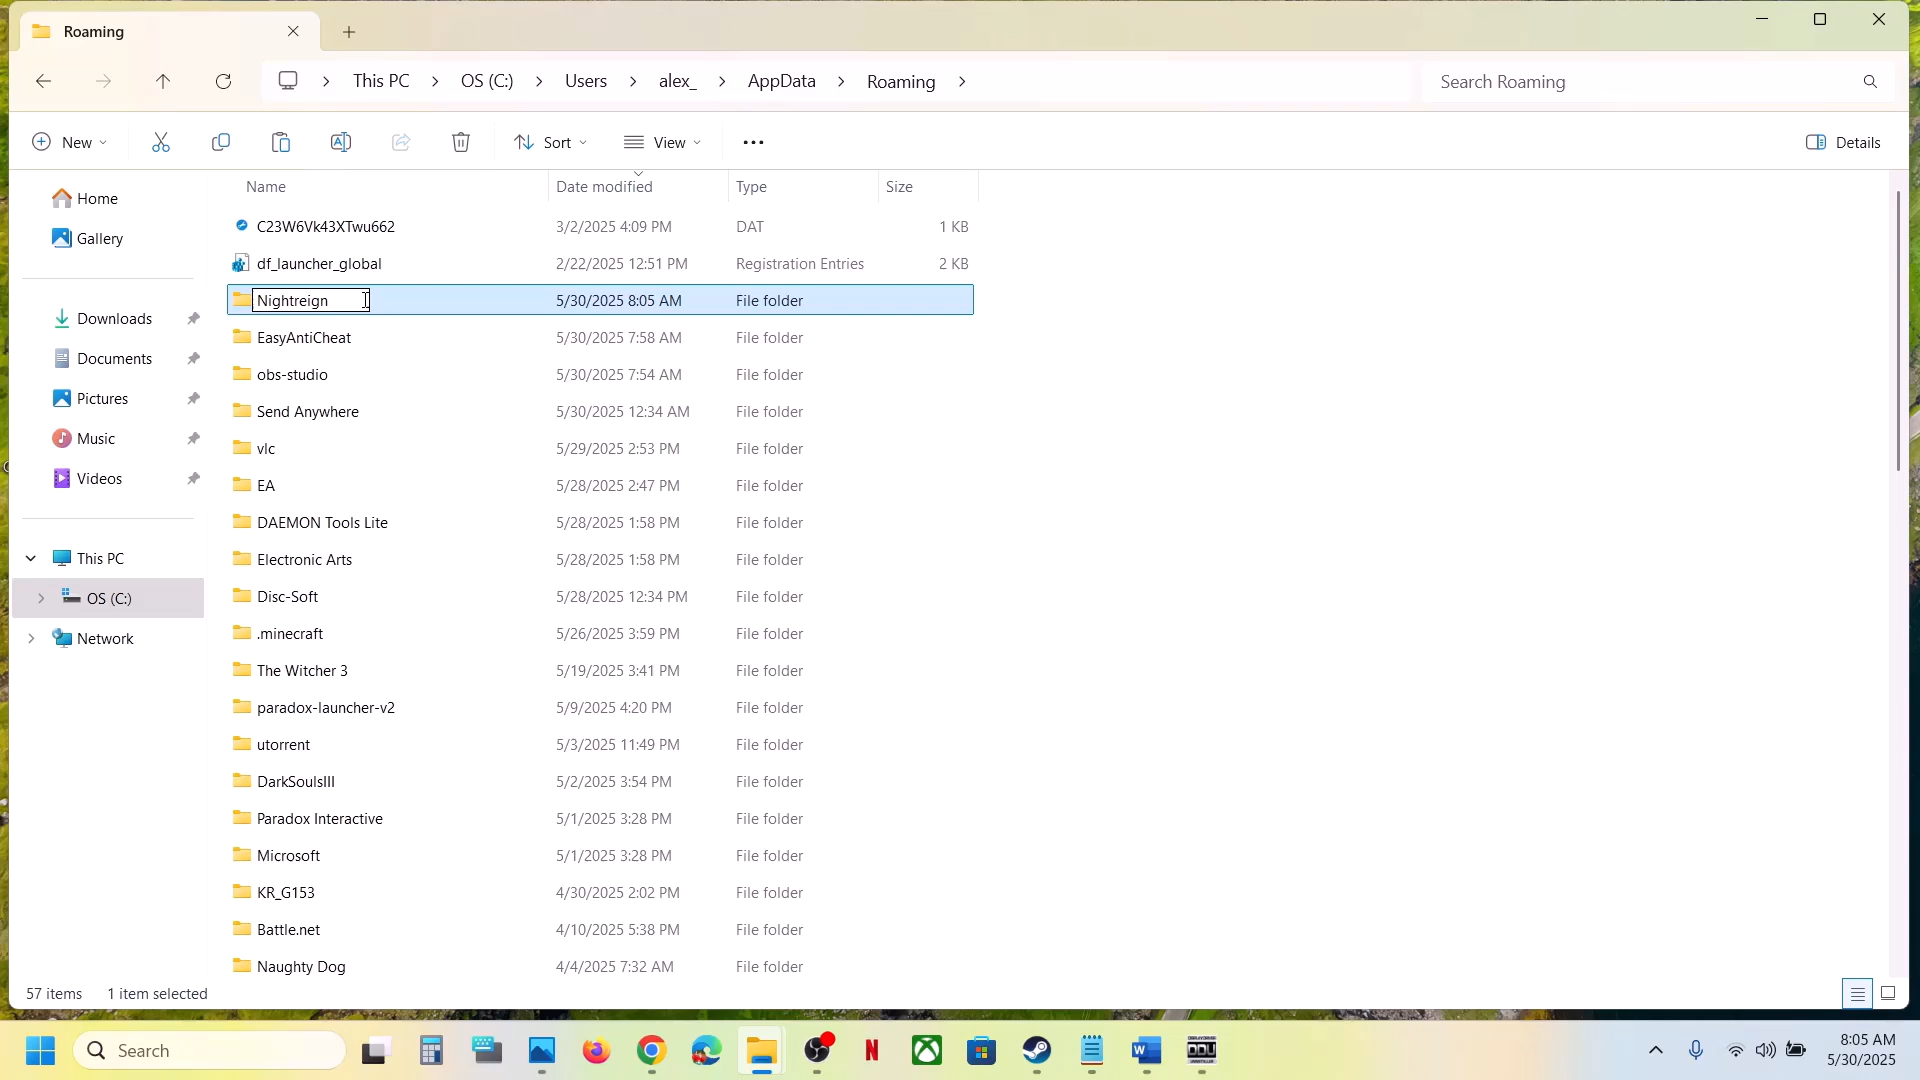 Roaming
This PC
OS (C:)
Users
alex_
AppData
Roaming
Search Roaming
New
Sort
View
Details
Name
Date modified
Type
Size
Home
Gallery
Downloads
Documents
Pictures
Music
Videos
This PC
OS (C:)
Network
C23W6Vk43XTwu662 3/2/2025 4:09 PM DAT 1 KB
df_launcher_global 2/22/2025 12:51 PM Registration Entries 2 KB
Nightreign 5/30/2025 8:05 AM File folder
EasyAntiCheat 5/30/2025 7:58 AM File folder
obs-studio 5/30/2025 7:54 AM File folder
Send Anywhere 5/30/2025 12:34 AM File folder
vlc 5/29/2025 2:53 PM File folder
EA 5/28/2025 2:47 PM File folder
DAEMON Tools Lite 5/28/2025 1:58 PM File folder
Electronic Arts 5/28/2025 1:58 PM File folder
Disc-Soft 5/28/2025 12:34 PM File folder
.minecraft 5/26/2025 3:59 PM File folder
The Witcher 3 5/19/2025 3:41 PM File folder
paradox-launcher-v2 5/9/2025 4:20 PM File folder
utorrent 5/3/2025 11:49 PM File folder
DarkSoulsIII 5/2/2025 3:54 PM File folder
Paradox Interactive 5/1/2025 3:28 PM File folder
Microsoft 5/1/2025 3:28 PM File folder
KR_G153 4/30/2025 2:02 PM File folder
Battle.net 4/10/2025 5:38 PM File folder
Naughty Dog 4/4/2025 7:32 AM File folder
57 items 1 item selected
Search
DDU
8:05 AM
5/30/2025